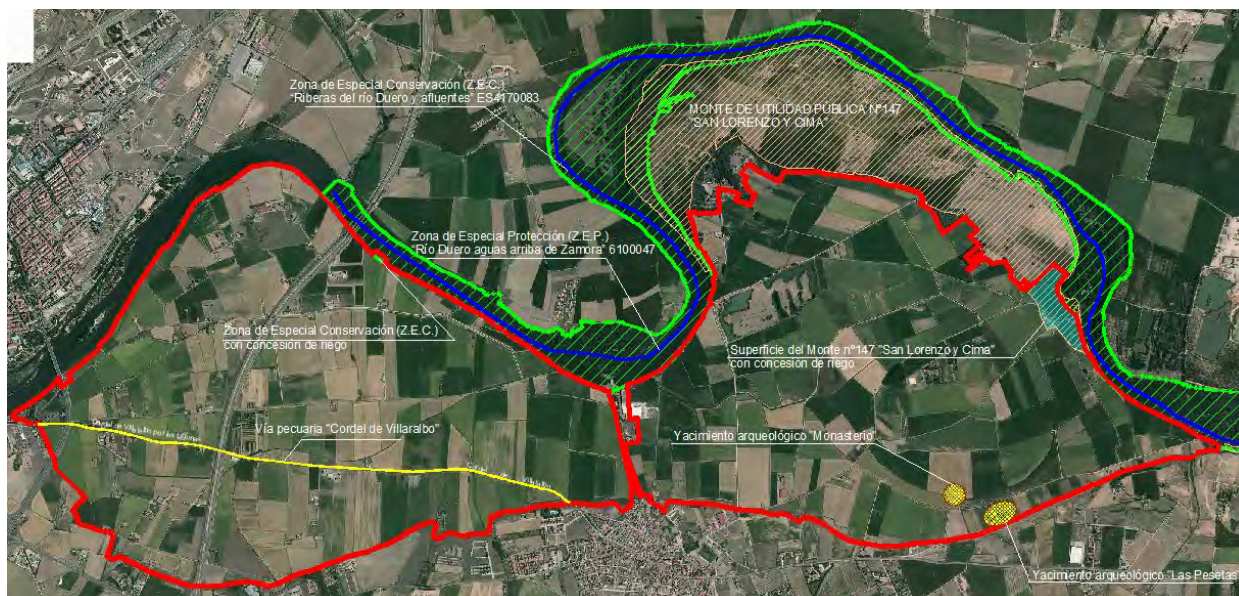 Zona de Especial Conservación (Z.E.C.)
"Riberas del río Duero y afluentes" ES4170083
MONTE DE UTILIDAD PÚBLICA Nº147
"SAN LORENZO Y CIMA"
Zona de Especial Protección (Z.E.P.)
"Río Duero aguas arriba de Zamora" 6100047
Zona de Especial Conservación (Z.E.C.)
con concesión de riego
Superficie del Monte nº147 "San Lorenzo y Cima"
con concesión de riego
Vía pecuaria "Cordel de Villaralbo"
Yacimiento arqueológico "Monasterio"
Yacimiento arqueológico "Las Pesetas"